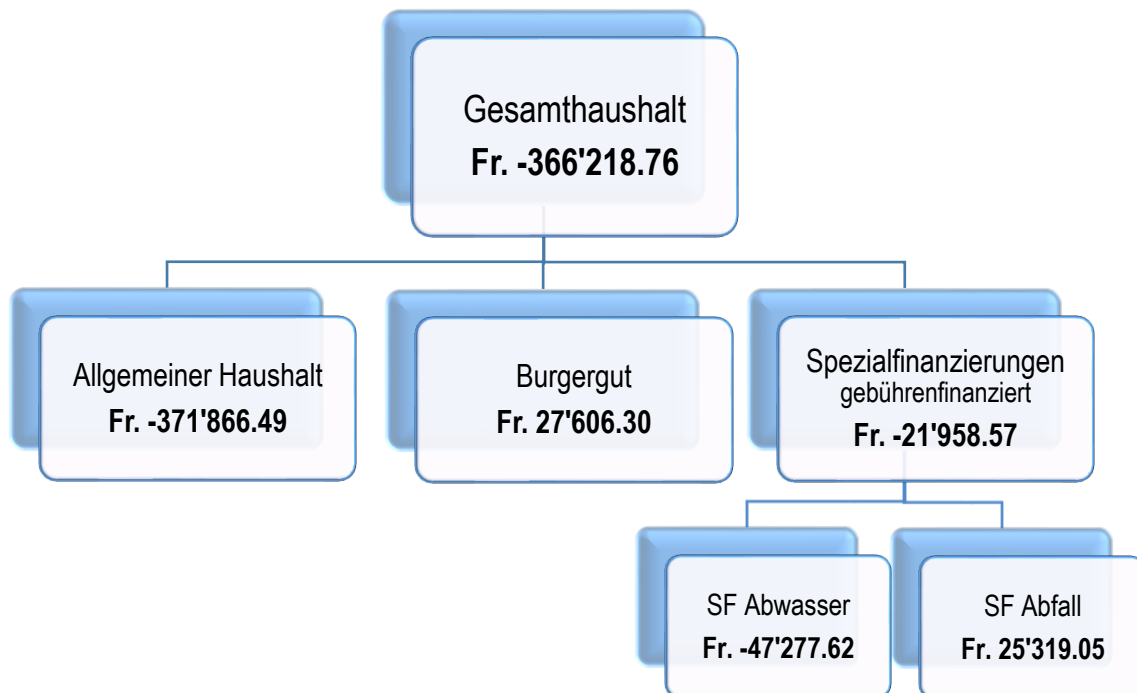 Gesamthaushalt
Fr. -366'218.76
Allgemeiner Haushalt
Fr. -371'866.49
Burgergut
Fr. 27'606.30
Spezialfinanzierungen
gebührenfinanziert
Fr. -21'958.57
SF Abwasser
Fr. -47'277.62
SF Abfall
Fr. 25'319.05